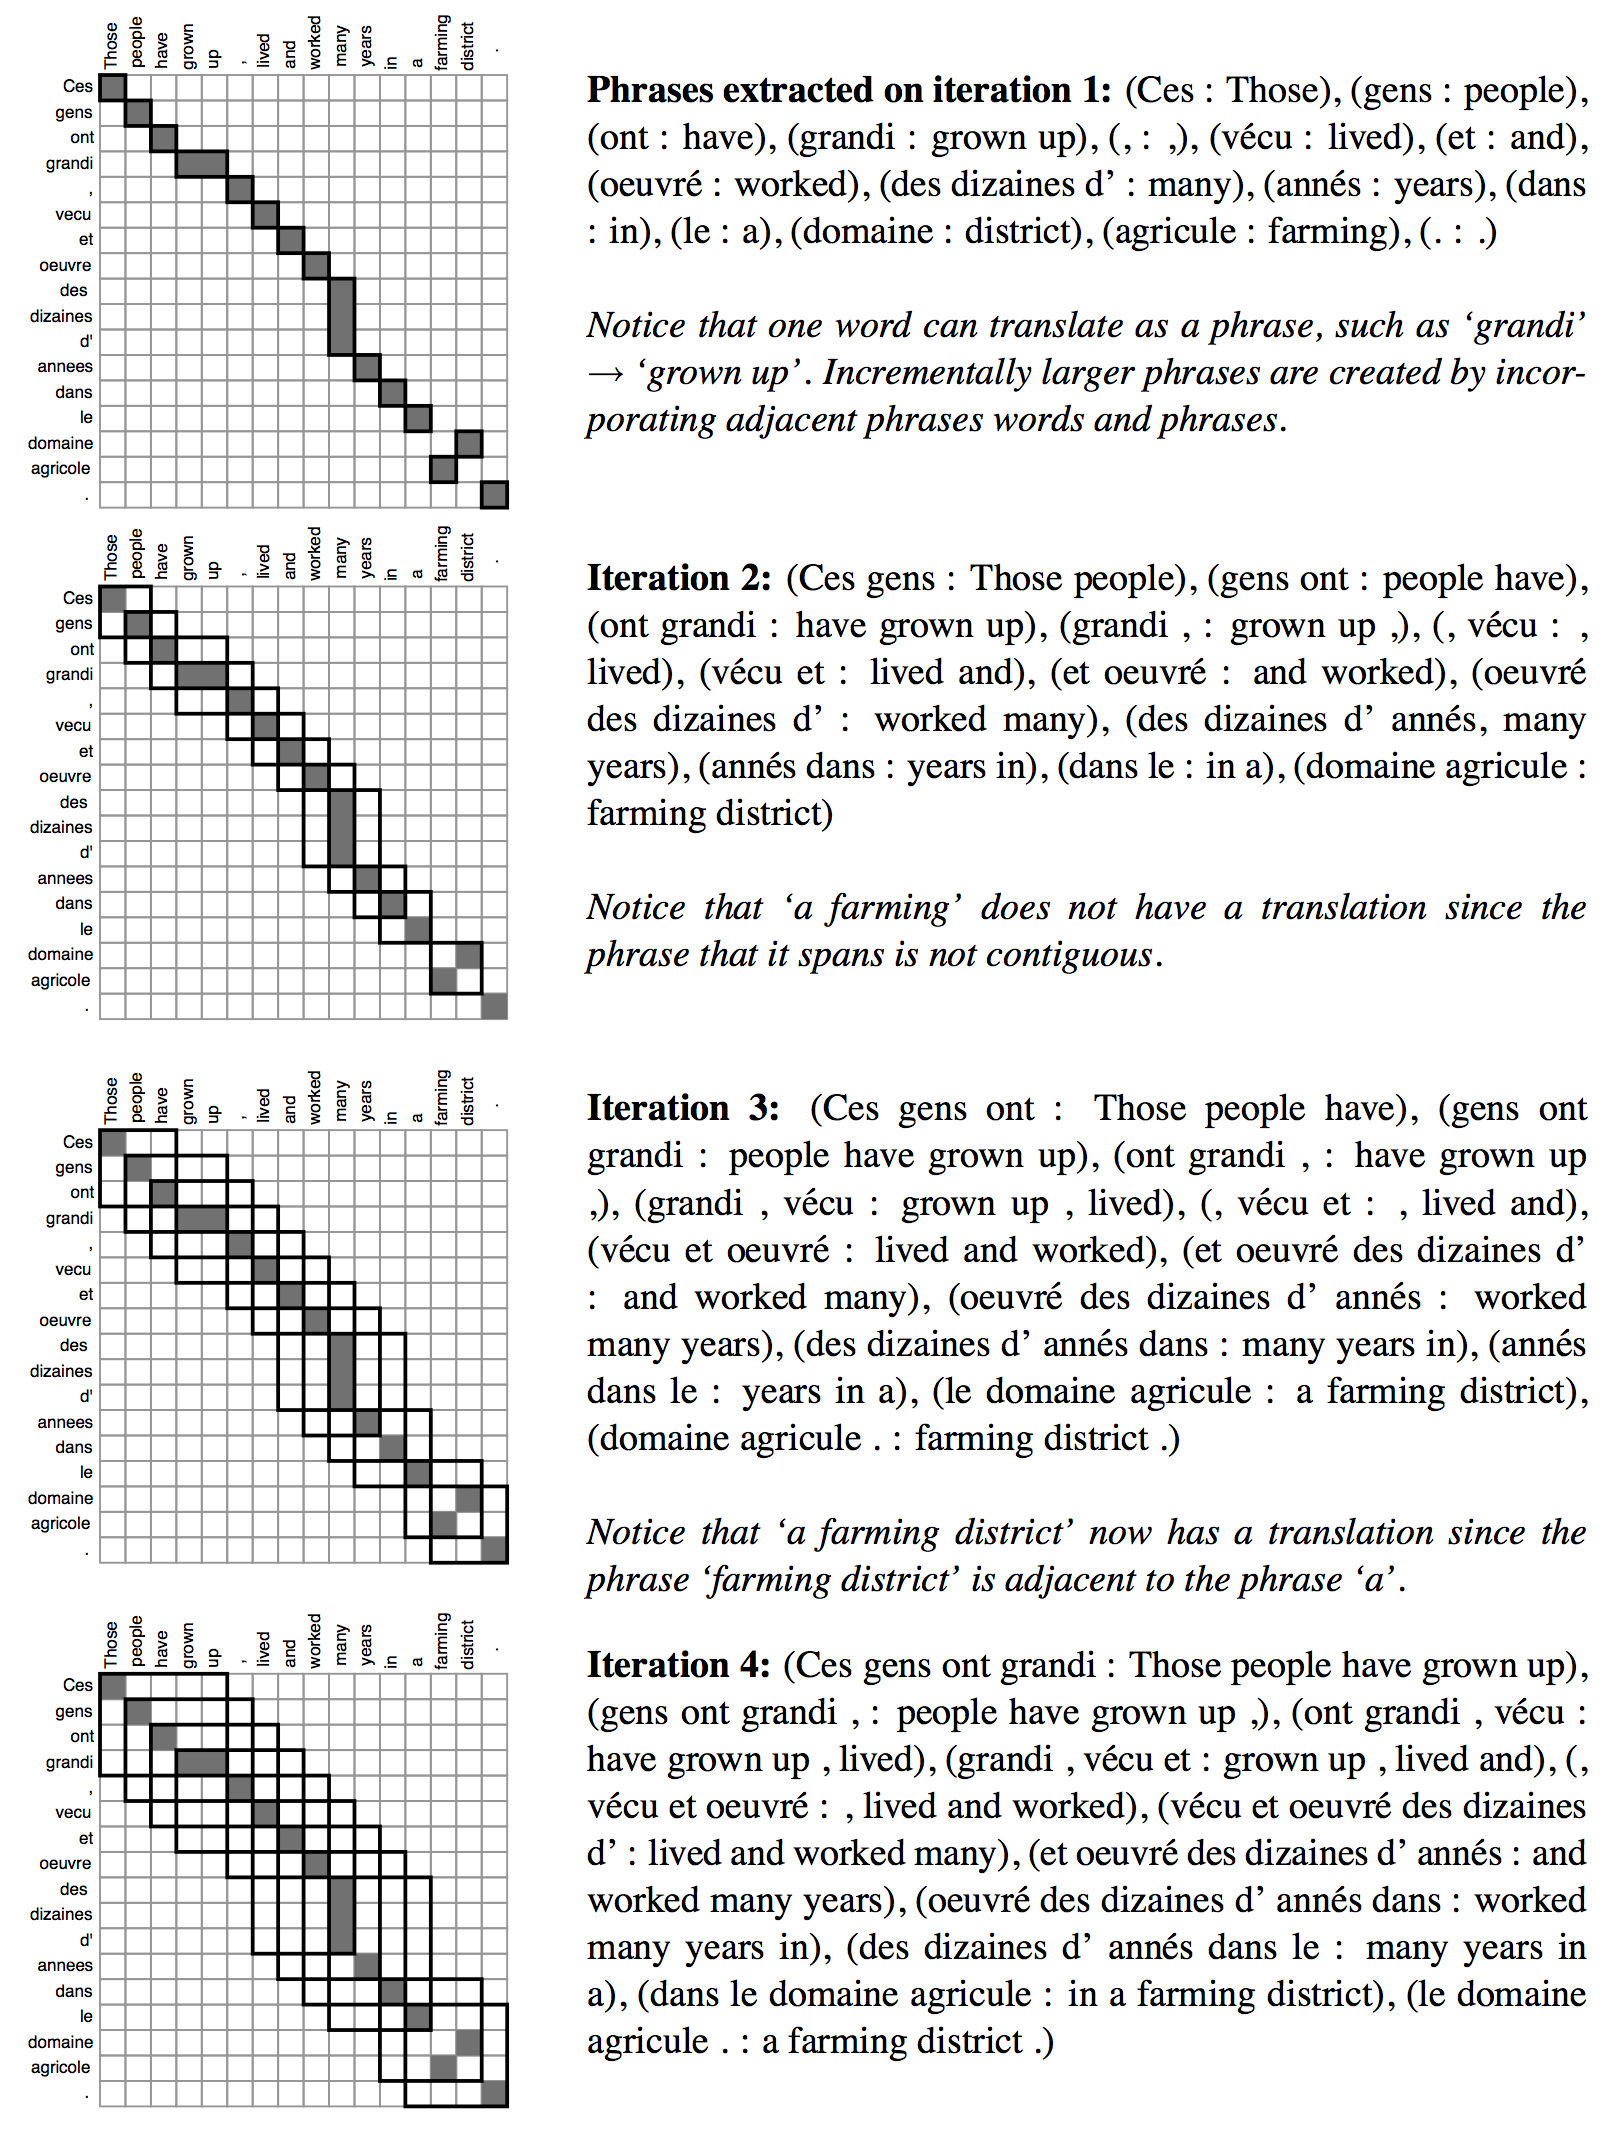 Those people have grown up , lived and worked many years in a farming district .
Ces
gens
ont
grandi
,
vecu
et
oeuvre
des
dizaines
d'
annees
dans
le
domaine
agricole
.
Phrases extracted on iteration 1: (Ces : Those), (gens : people),
(ont : have), (grandi : grown up), (, : ,), (vécu : lived), (et : and),
(oeuvré : worked), (des dizaines d’ : many), (annés : years), (dans
: in), (le : a), (domaine : district), (agricule : farming), (. : .)
Notice that one word can translate as a phrase, such as ‘grandi’
→ ‘grown up’. Incrementally larger phrases are created by incor-
porating adjacent phrases words and phrases.
Those people have grown up , lived and worked many years in a farming district .
Ces
gens
ont
grandi
,
vecu
et
oeuvre
des
dizaines
d'
annees
dans
le
domaine
agricole
.
Iteration 2: (Ces gens : Those people), (gens ont : people have),
(ont grandi : have grown up), (grandi , : grown up ,), (, vécu : ,
lived), (vécu et : lived and), (et oeuvré : and worked), (oeuvré
des dizaines d’ : worked many), (des dizaines d’ annés, many
years), (annés dans : years in), (dans le : in a), (domaine agricule :
farming district)
Notice that ‘a farming’ does not have a translation since the
phrase that it spans is not contiguous.
Those people have grown up , lived and worked many years in a farming district .
Ces
gens
ont
grandi
,
vecu
et
oeuvre
des
dizaines
d'
annees
dans
le
domaine
agricole
.
Iteration 3: (Ces gens ont : Those people have), (gens ont
grandi : people have grown up), (ont grandi , : have grown up
,), (grandi , vécu : grown up , lived), (, vécu et : , lived and),
(vécu et oeuvré : lived and worked), (et oeuvré des dizaines d’
: and worked many), (oeuvré des dizaines d’ annés : worked
many years), (des dizaines d’ annés dans : many years in), (annés
dans le : years in a), (le domaine agricule : a farming district),
(domaine agricule . : farming district .)
Notice that ‘a farming district’ now has a translation since the
phrase ‘farming district’ is adjacent to the phrase ‘a’.
Those people have grown up , lived and worked many years in a farming district .
Ces
gens
ont
grandi
,
vecu
et
oeuvre
des
dizaines
d'
annees
dans
le
domaine
agricole
.
Iteration 4: (Ces gens ont grandi : Those people have grown up),
(gens ont grandi , : people have grown up ,), (ont grandi , vécu :
have grown up , lived), (grandi , vécu et : grown up , lived and), (,
vécu et oeuvré : , lived and worked), (vécu et oeuvré des dizaines
d’ : lived and worked many), (et oeuvré des dizaines d’ annés : and
worked many years), (oeuvré des dizaines d’ annés dans : worked
many years in), (des dizaines d’ annés dans le : many years in
a), (dans le domaine agricule : in a farming district), (le domaine
agricule . : a farming district .)